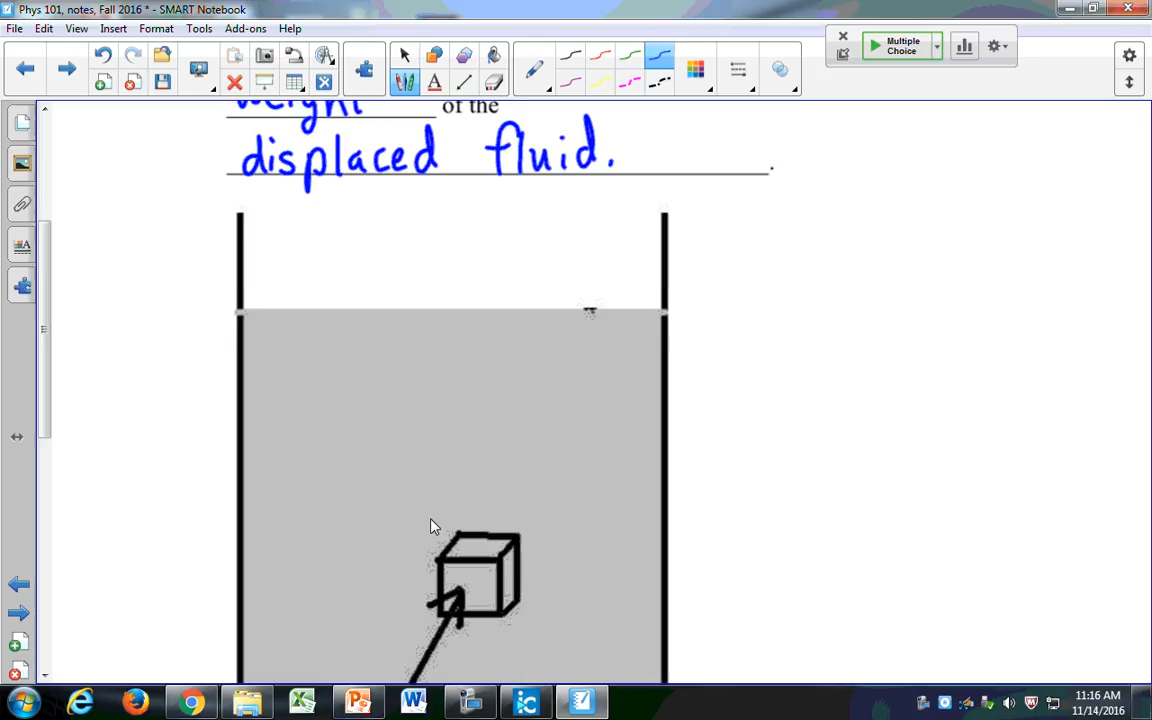 Phys 101, notes, Fall 2016 * - SMART Notebook
File Edit View Insert Format Tools Add-ons Help
Multiple
Choice
weight of the
displaced fluid.
11:16 AM
11/14/2016